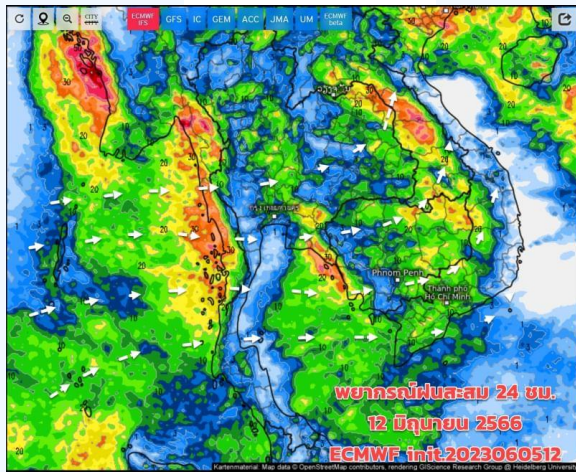 CITY
ECMWF IFS GFS IC GEM ACC JMA UM ECMWF beta
กรุงเทพมหานคร
Phnom Penh
Thành phố
Hồ Chí Minh
พยากรณ์ฝนสะสม 24 ชม.
12 มิถุนายน 2566
ECMWF init.2023060512
Kartenmaterial: Map data © OpenStreetMap contributors, rendering GIScience Research Group @ Heidelberg Univers